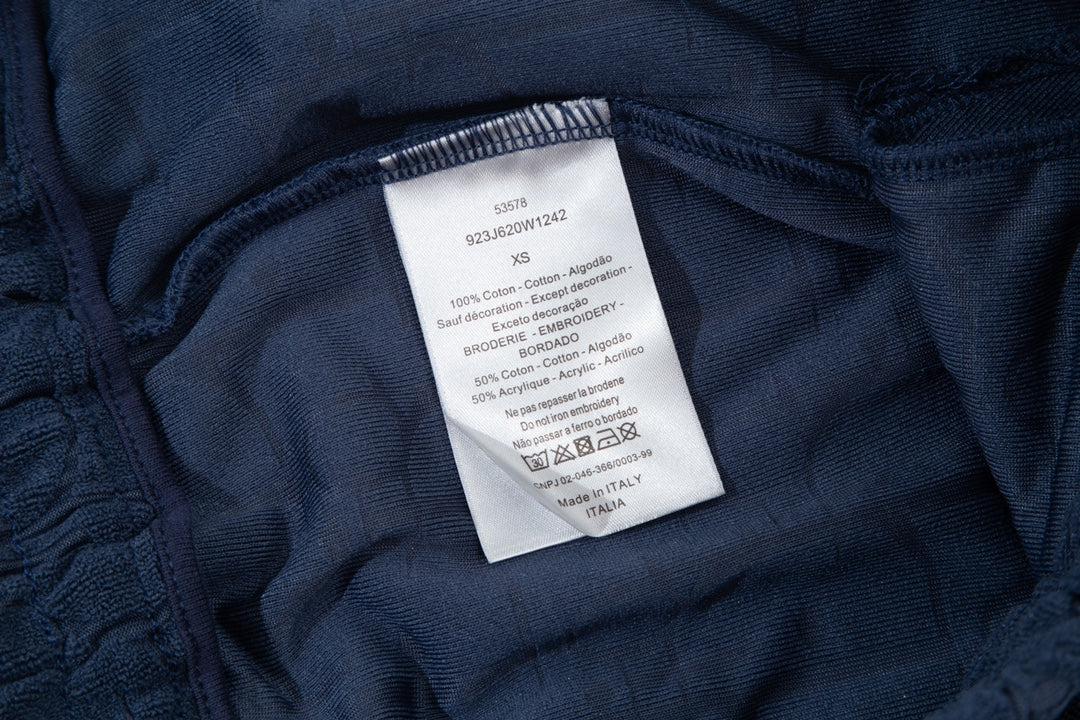 53578
923J620W1242
XS
100% Coton - Cotton - Algodão
Sauf décoration - Except decoration -
Exceto decoração
BRODERIE - EMBROIDERY -
BORDADO
50% Coton - Cotton - Algodão
50% Acrylique - Acrylic - Acrilico
Ne pas repasser la brodene
Do not iron embroidery
Não passar a ferro o bordado
30
SNPJ 02-046-366/0003-99
Made In ITALY
ITALIA